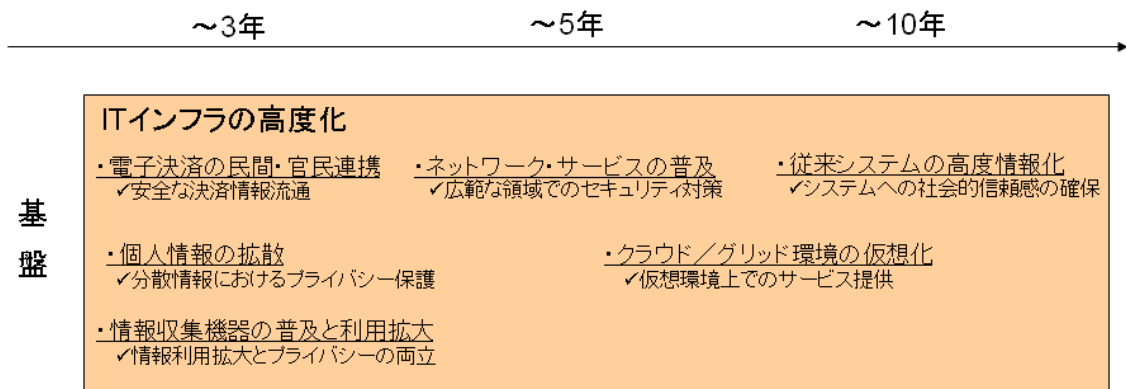 ～3年 ～5年 ～10年
ITインフラの高度化
・電子決済の民間・官民連携 ・ネットワーク・サービスの普及 ・従来システムの高度情報化
✓安全な決済情報流通 ✓広範な領域でのセキュリティ対策 ✓システムへの社会的信頼感の確保
基
盤
・個人情報の拡散 ・クラウド／グリッド環境の仮想化
✓分散情報におけるプライバシー保護 ✓仮想環境上でのサービス提供
・情報収集機器の普及と利用拡大
✓情報利用拡大とプライバシーの両立